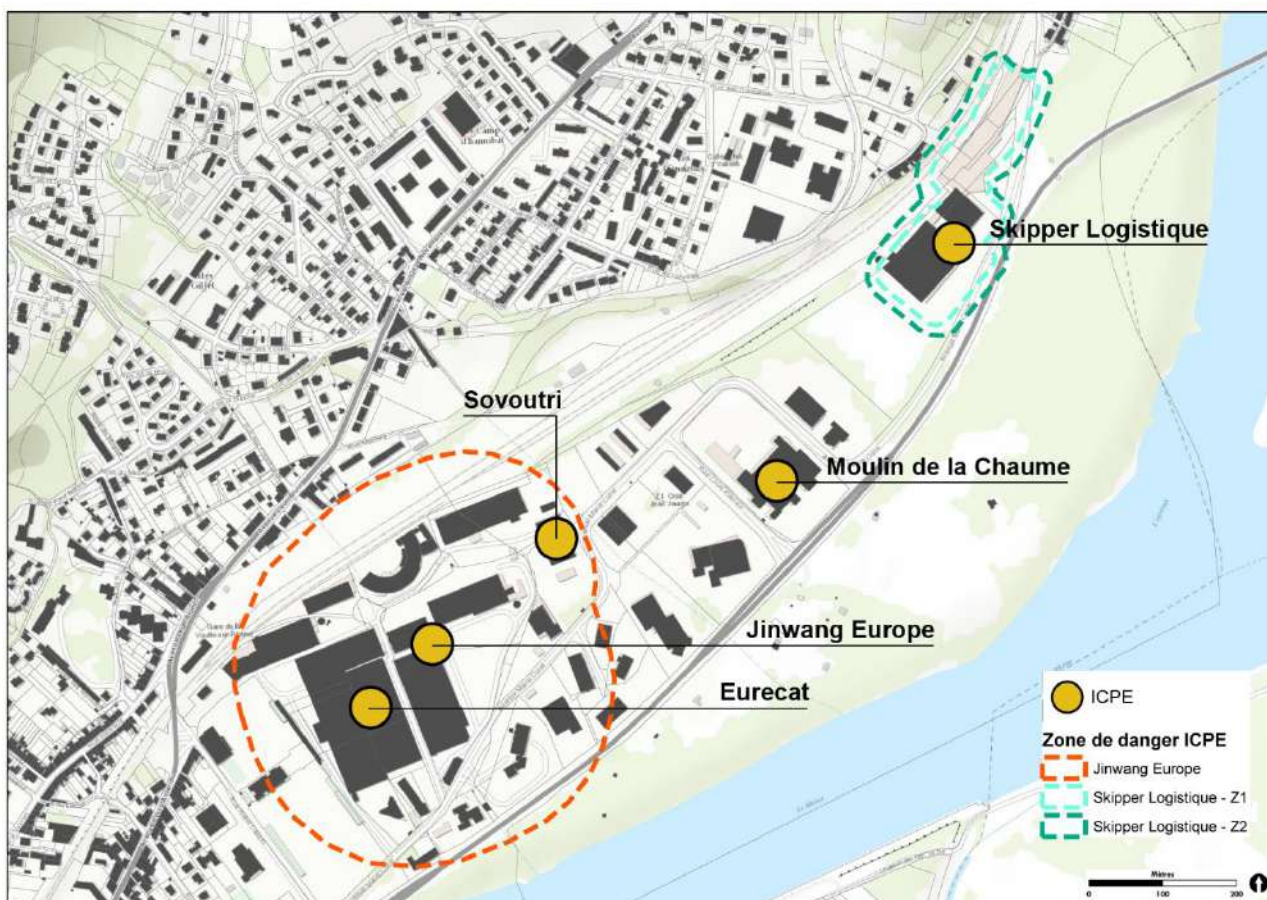 Skipper Logistique
Sovoutri
Moulin de la Chaume
Jinwang Europe
Eurecat
ICPE
Zone de danger ICPE
Jinwang Europe
Skipper Logistique - Z1
Skipper Logistique - Z2
Mètres
0 100 200